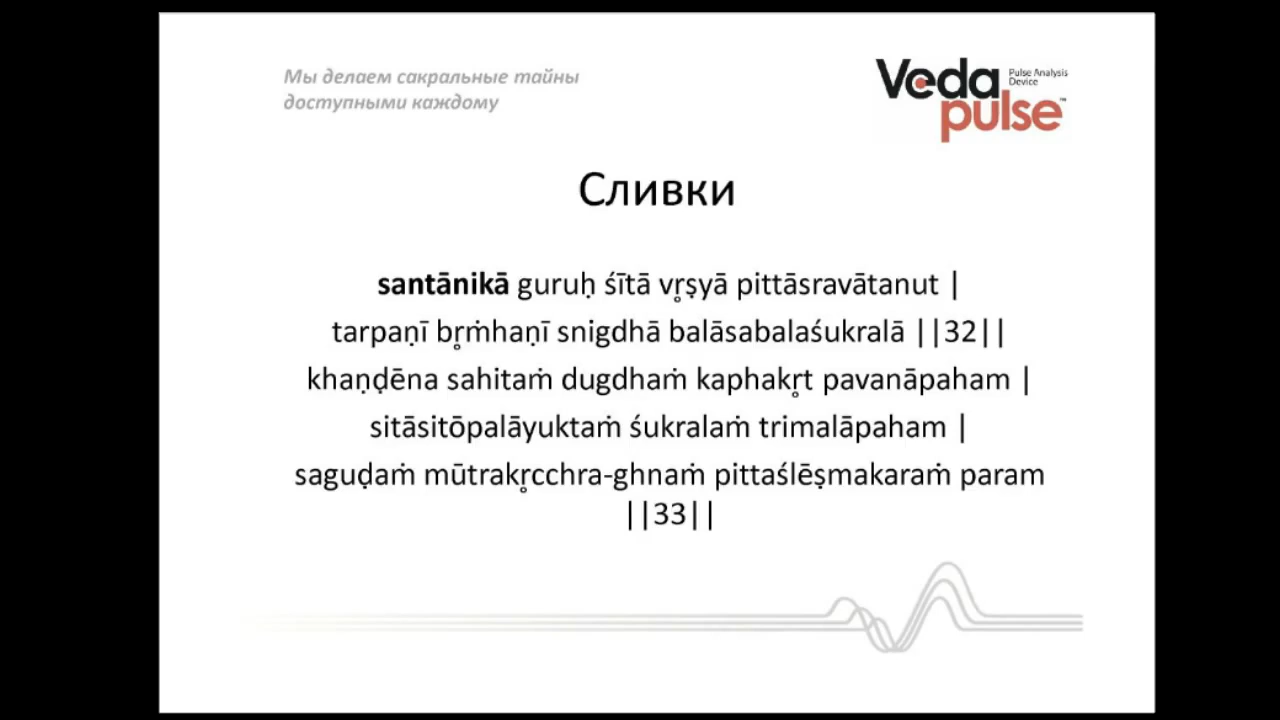 Мы делаем сакральные тайны
доступными каждому
Veda
pulse™
Pulse Analysis
Device
Сливки
santānikā guruḥ śītā vr̥ṣyā pittāsravātanut |
tarpaṇī br̥ṁhaṇī snigdhā balāsabalaśukralā ||32||
khaṇḍēna sahitaṁ dugdhaṁ kaphakr̥t pavanāpaham |
sitāsitōpalāyuktaṁ śukralaṁ trimalāpaham |
saguḍaṁ mūtrakr̥cchra-ghnaṁ pittaślēṣmakaraṁ param
||33||